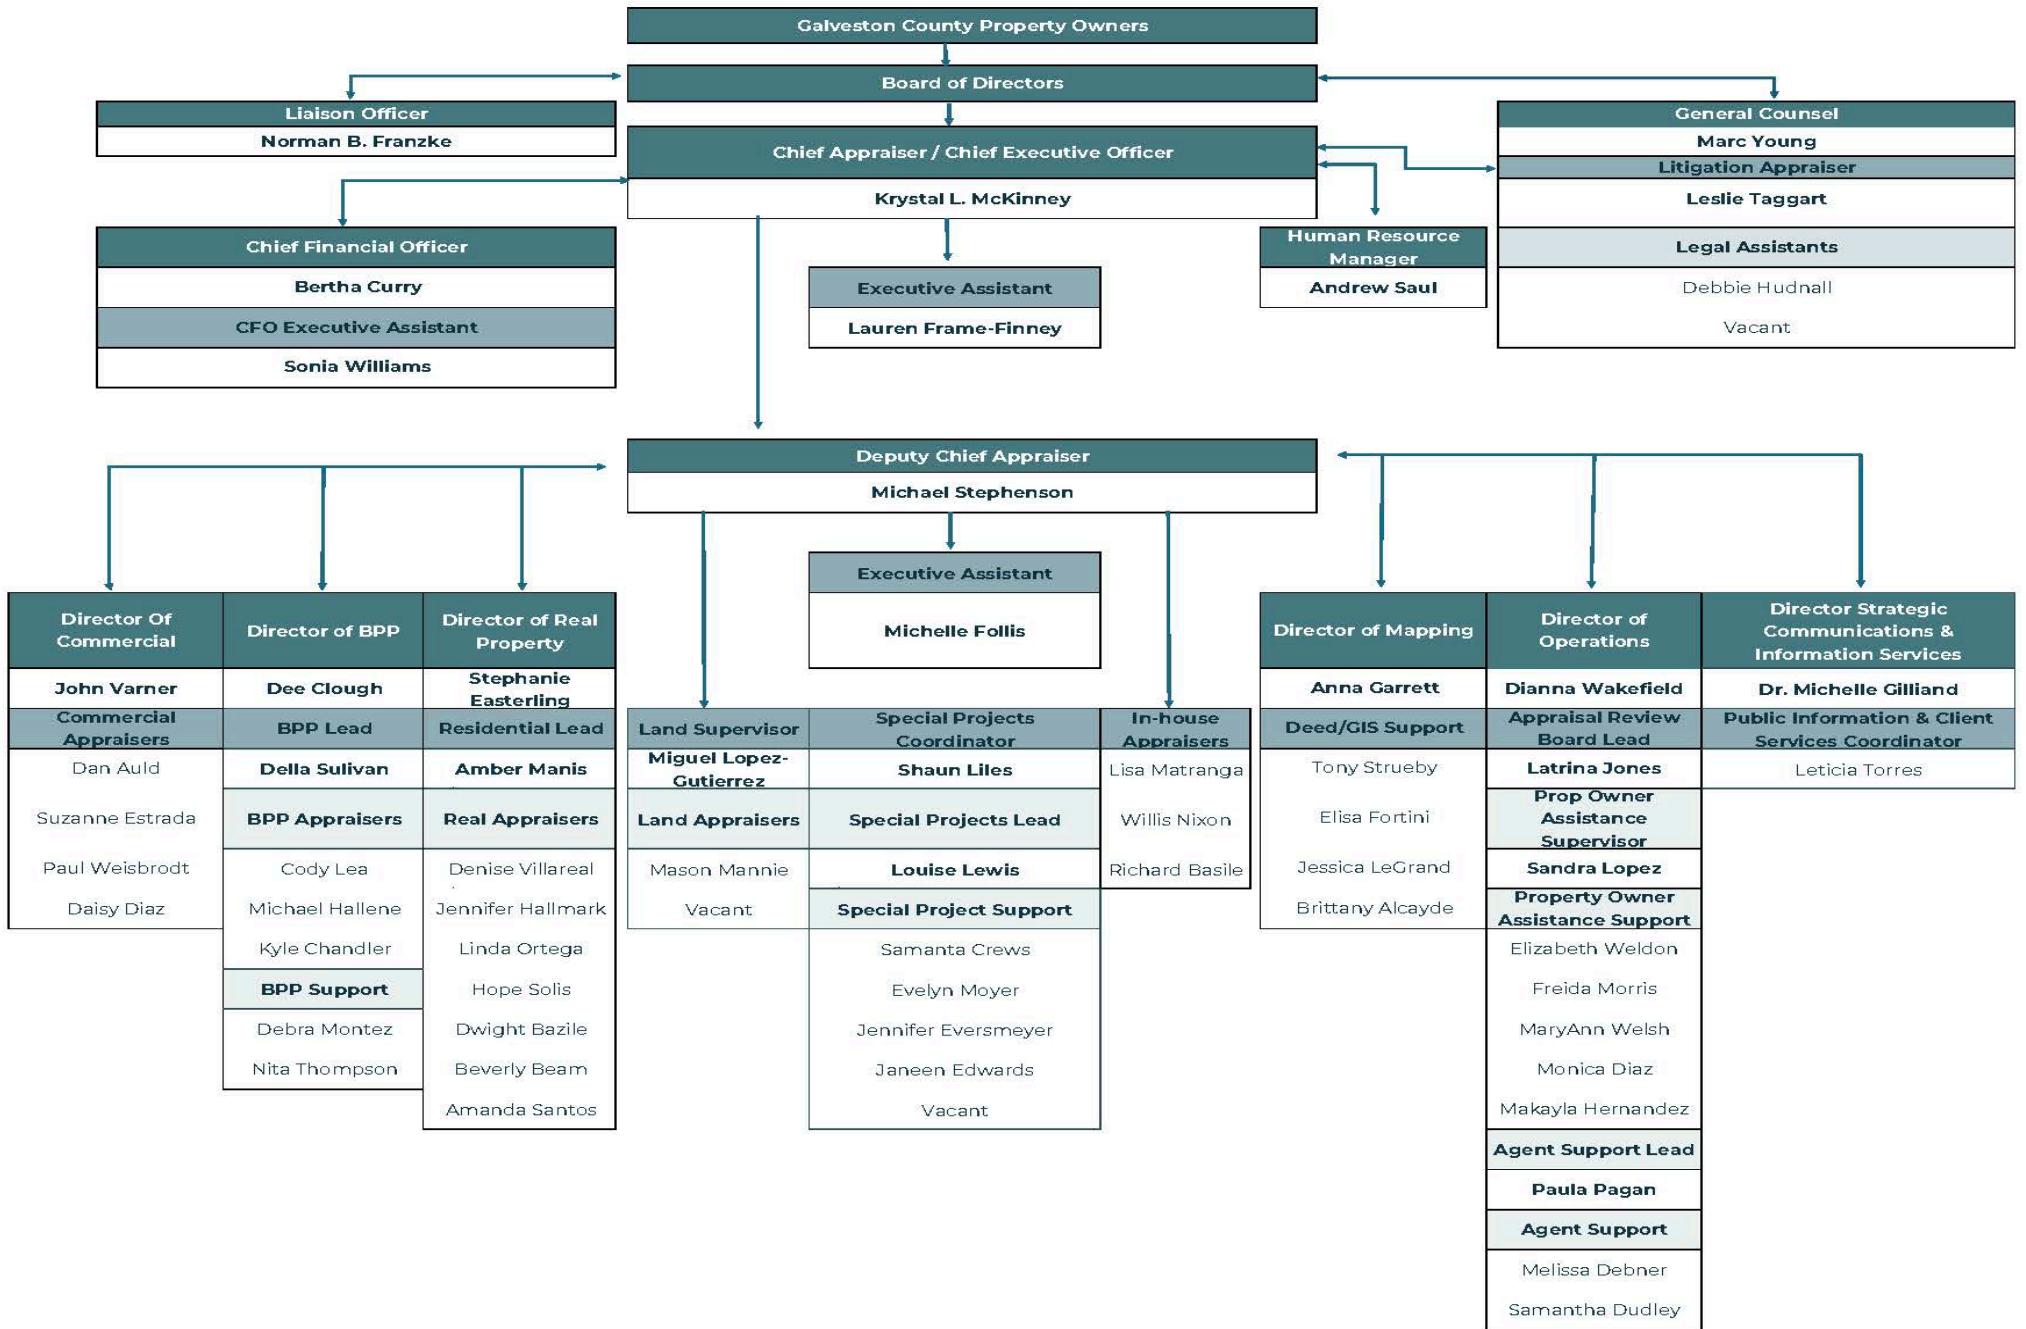 Galveston County Property Owners
Board of Directors
Liaison Officer
Norman B. Franzke
Chief Appraiser / Chief Executive Officer
Krystal L. McKinney
General Counsel
Marc Young
Litigation Appraiser
Leslie Taggart
Legal Assistants
Debbie Hudnall
Vacant
Chief Financial Officer
Bertha Curry
CFO Executive Assistant
Sonia Williams
Executive Assistant
Lauren Frame-Finney
Human Resource
Manager
Andrew Saul
Deputy Chief Appraiser
Michael Stephenson
Executive Assistant
Michelle Follis
Director Of
Commercial
John Varner
Commercial
Appraisers
Dan Auld
Suzanne Estrada
Paul Weisbrodt
Daisy Diaz
Director of BPP
Dee Clough
BPP Lead
Della Sulivan
BPP Appraisers
Cody Lea
Michael Hallene
Kyle Chandler
BPP Support
Debra Montez
Nita Thompson
Director of Real
Property
Stephanie
Easterling
Residential Lead
Amber Manis
Real Appraisers
Denise Villareal
Jennifer Hallmark
Linda Ortega
Hope Solis
Dwight Bazile
Beverly Beam
Amanda Santos
Land Supervisor
Miguel Lopez-
Gutierrez
Land Appraisers
Mason Mannie
Vacant
Special Projects
Coordinator
Shaun Liles
Special Projects Lead
Louise Lewis
Special Project Support
Samanta Crews
Evelyn Moyer
Jennifer Eversmeyer
Janeen Edwards
Vacant
In-house
Appraisers
Lisa Matranga
Willis Nixon
Richard Basile
Director of Mapping
Anna Garrett
Deed/GIS Support
Tony Strueby
Elisa Fortini
Jessica LeGrand
Brittany Alcayde
Director of
Operations
Dianna Wakefield
Appraisal Review
Board Lead
Latrina Jones
Prop Owner
Assistance
Supervisor
Sandra Lopez
Property Owner
Assistance Support
Elizabeth Weldon
Freida Morris
MaryAnn Welsh
Monica Diaz
Makayla Hernandez
Agent Support Lead
Paula Pagan
Agent Support
Melissa Debner
Samantha Dudley
Director Strategic
Communications &
Information Services
Dr. Michelle Gilliand
Public Information & Client
Services Coordinator
Leticia Torres